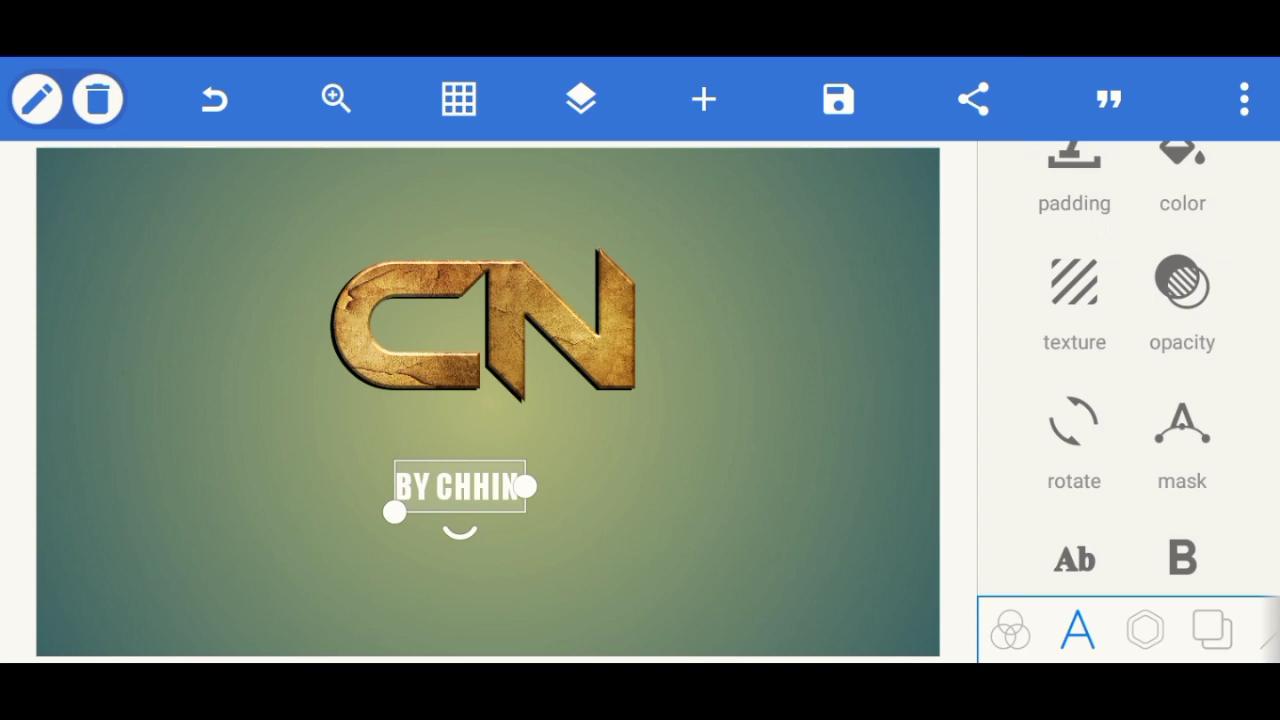 padding color
texture opacity
CN
rotate mask
BY CHHIN
Ab B
A